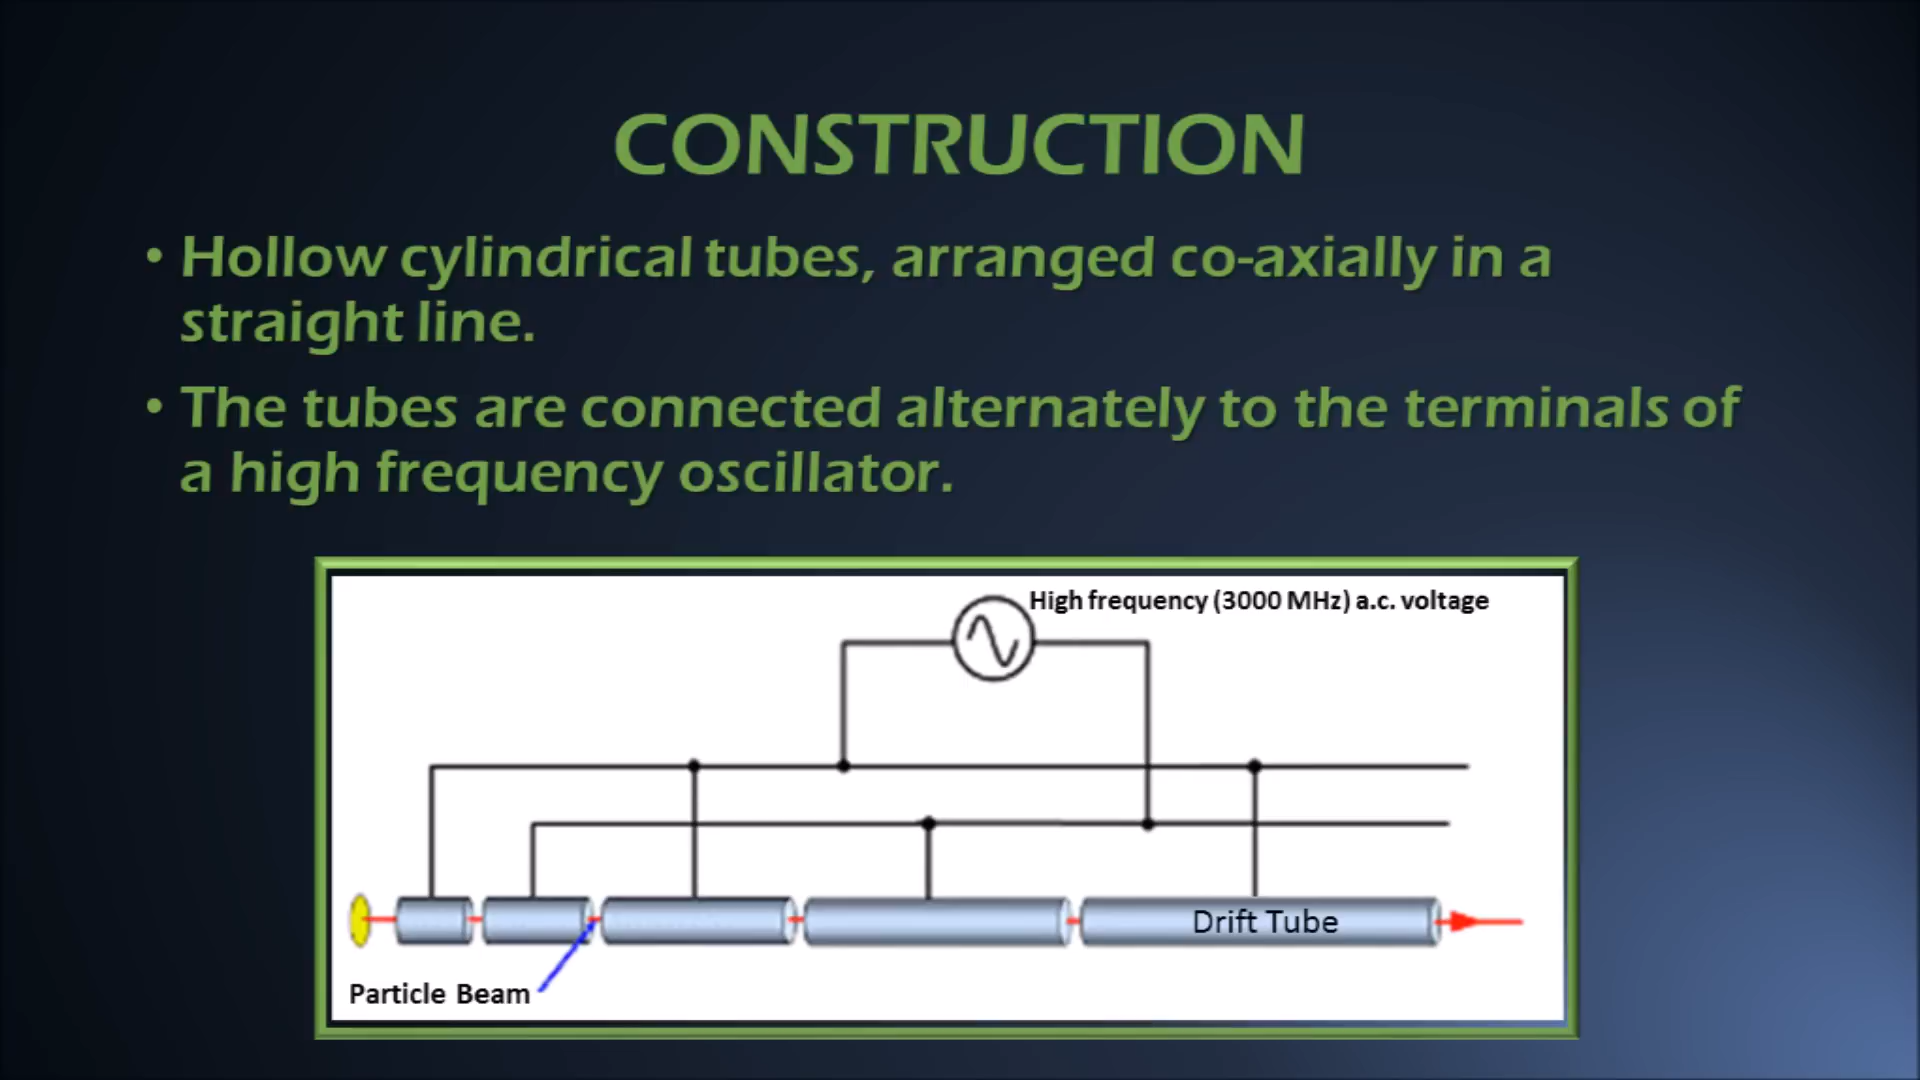 CONSTRUCTION
• Hollow cylindrical tubes, arranged co-axially in a
straight line.
• The tubes are connected alternately to the terminals of
a high frequency oscillator.
High frequency (3000 MHz) a.c. voltage
Drift Tube
Particle Beam